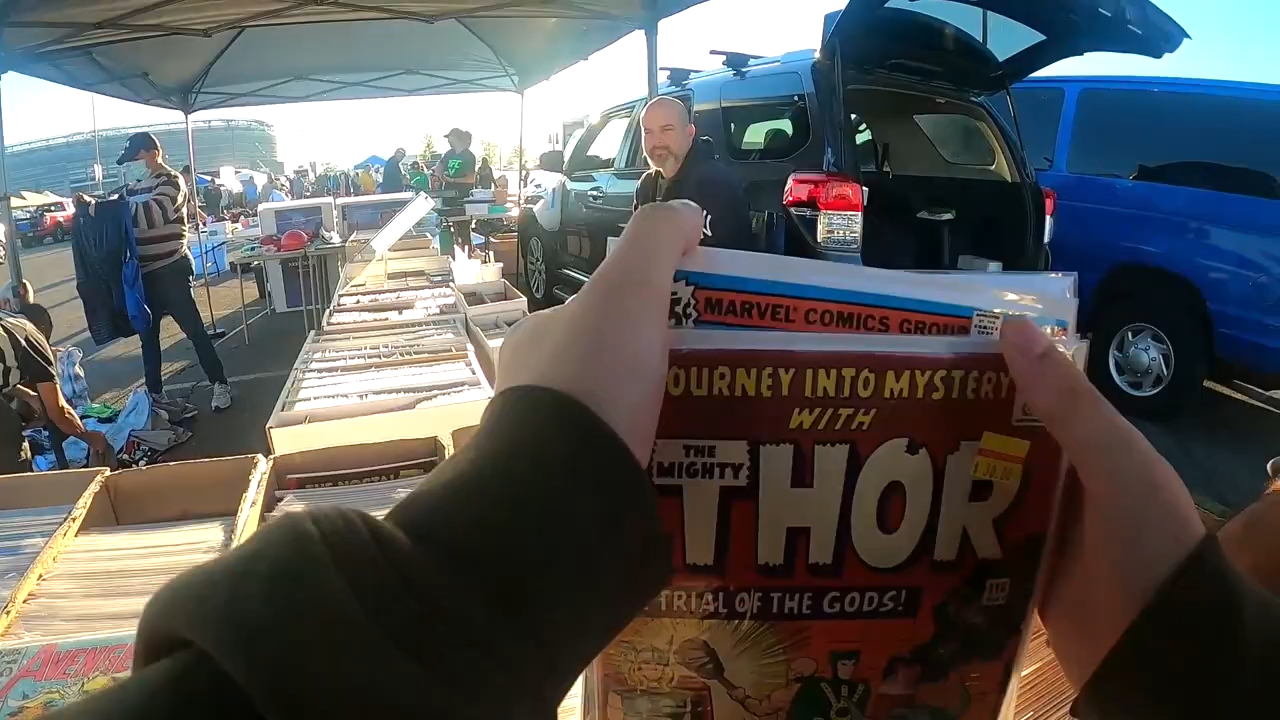 MARVEL COMICS GROUP
OURNEY INTO MYSTERY
WITH
THE
MIGHTY
THOR
TRIAL OF THE GODS!
AVENGE